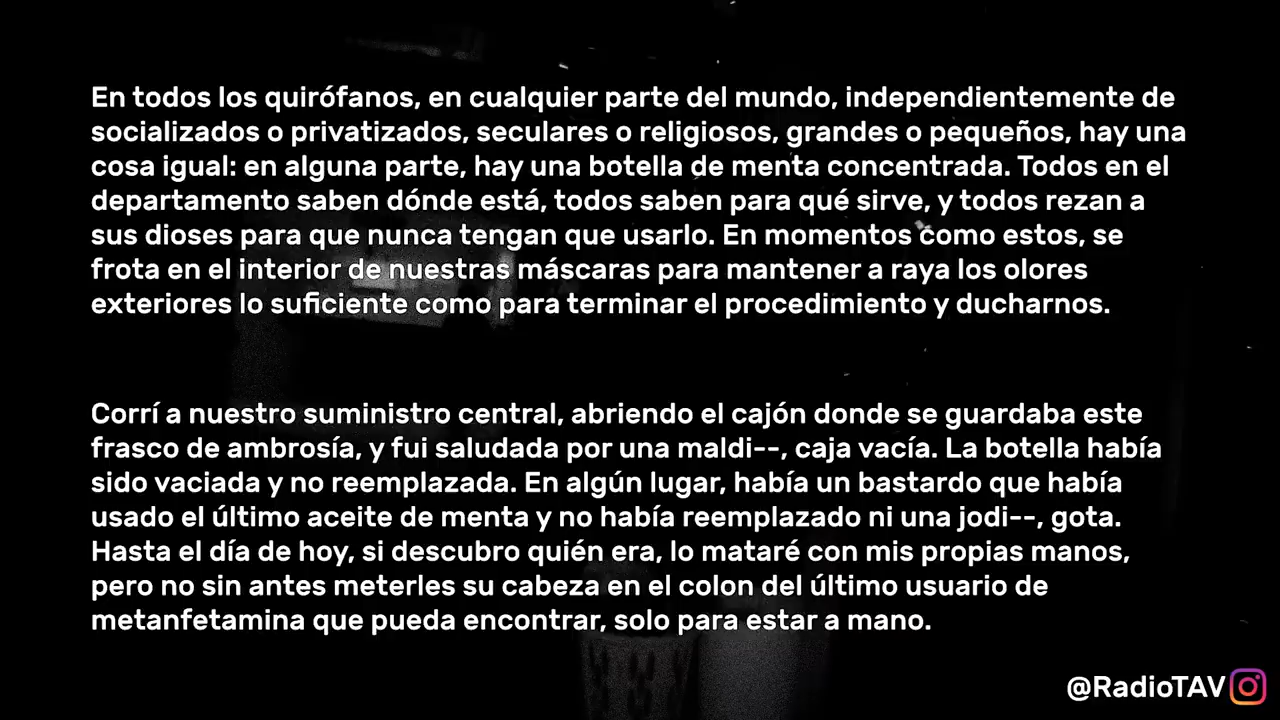 En todos los quirófanos, en cualquier parte del mundo, independientemente de
socializados o privatizados, seculares o religiosos, grandes o pequeños, hay una
cosa igual: en alguna parte, hay una botella de menta concentrada. Todos en el
departamento saben dónde está, todos saben para qué sirve, y todos rezan a
sus dioses para que nunca tengan que usarlo. En momentos como estos, se
frota en el interior de nuestras máscaras para mantener a raya los olores
exteriores lo suficiente como para terminar el procedimiento y ducharnos.
Corrí a nuestro suministro central, abriendo el cajón donde se guardaba este
frasco de ambrosía, y fui saludada por una maldi--, caja vacía. La botella había
sido vaciada y no reemplazada. En algún lugar, había un bastardo que había
usado el último aceite de menta y no había reemplazado ni una jodi--, gota.
Hasta el día de hoy, si descubro quién era, lo mataré con mis propias manos,
pero no sin antes meterles su cabeza en el colon del último usuario de
metanfetamina que pueda encontrar, solo para estar a mano.
@RadioTAV